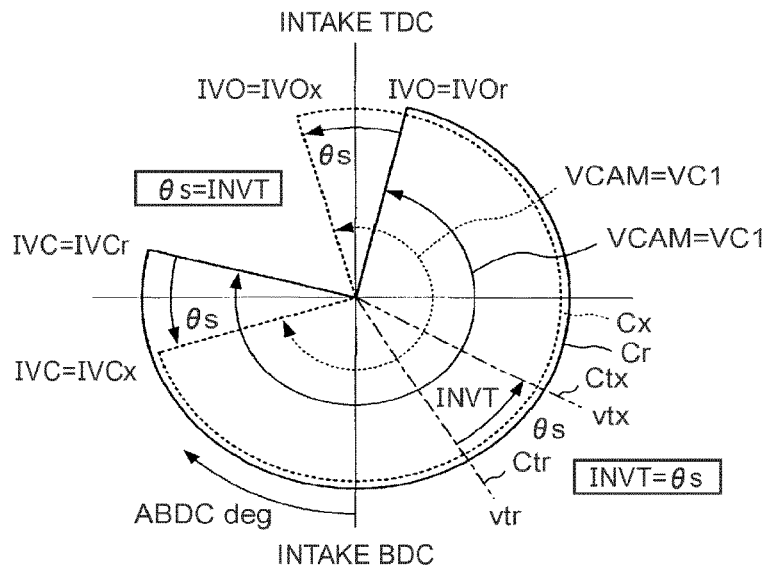 INTAKE TDC
IVO=IVOx
IVO=IVOr
θs
θs=INVT
VCAM=VC1
VCAM=VC1
IVC=IVCr
θs
IVC=IVCx
Cx
Cr
Ctx
INVT
vtx
θs
Ctr
INVT=θs
vtr
ABDC deg
INTAKE BDC